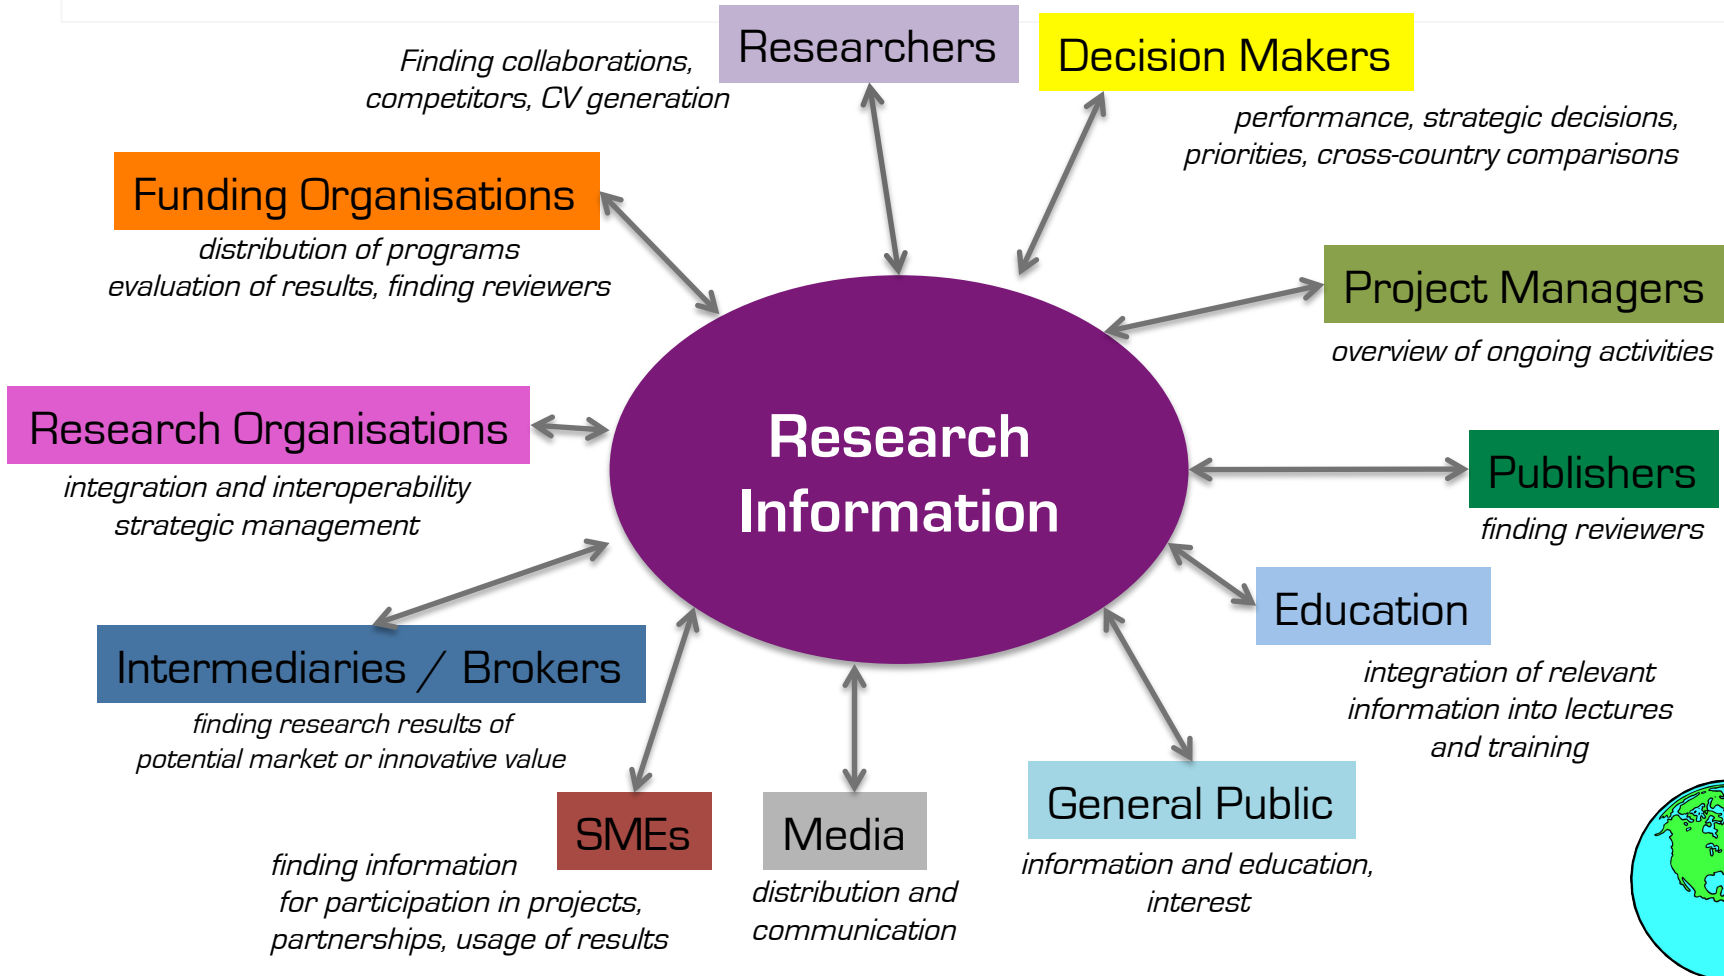 Researchers
Finding collaborations,
competitors, CV generation
Decision Makers
performance, strategic decisions,
priorities, cross-country comparisons
Funding Organisations
distribution of programs
evaluation of results, finding reviewers
Project Managers
overview of ongoing activities
Research Organisations
integration and interoperability
strategic management
Research
Information
Publishers
finding reviewers
Education
integration of relevant
information into lectures
and training
Intermediaries / Brokers
finding research results of
potential market or innovative value
SMEs
finding information
for participation in projects,
partnerships, usage of results
Media
distribution and
communication
General Public
information and education,
interest